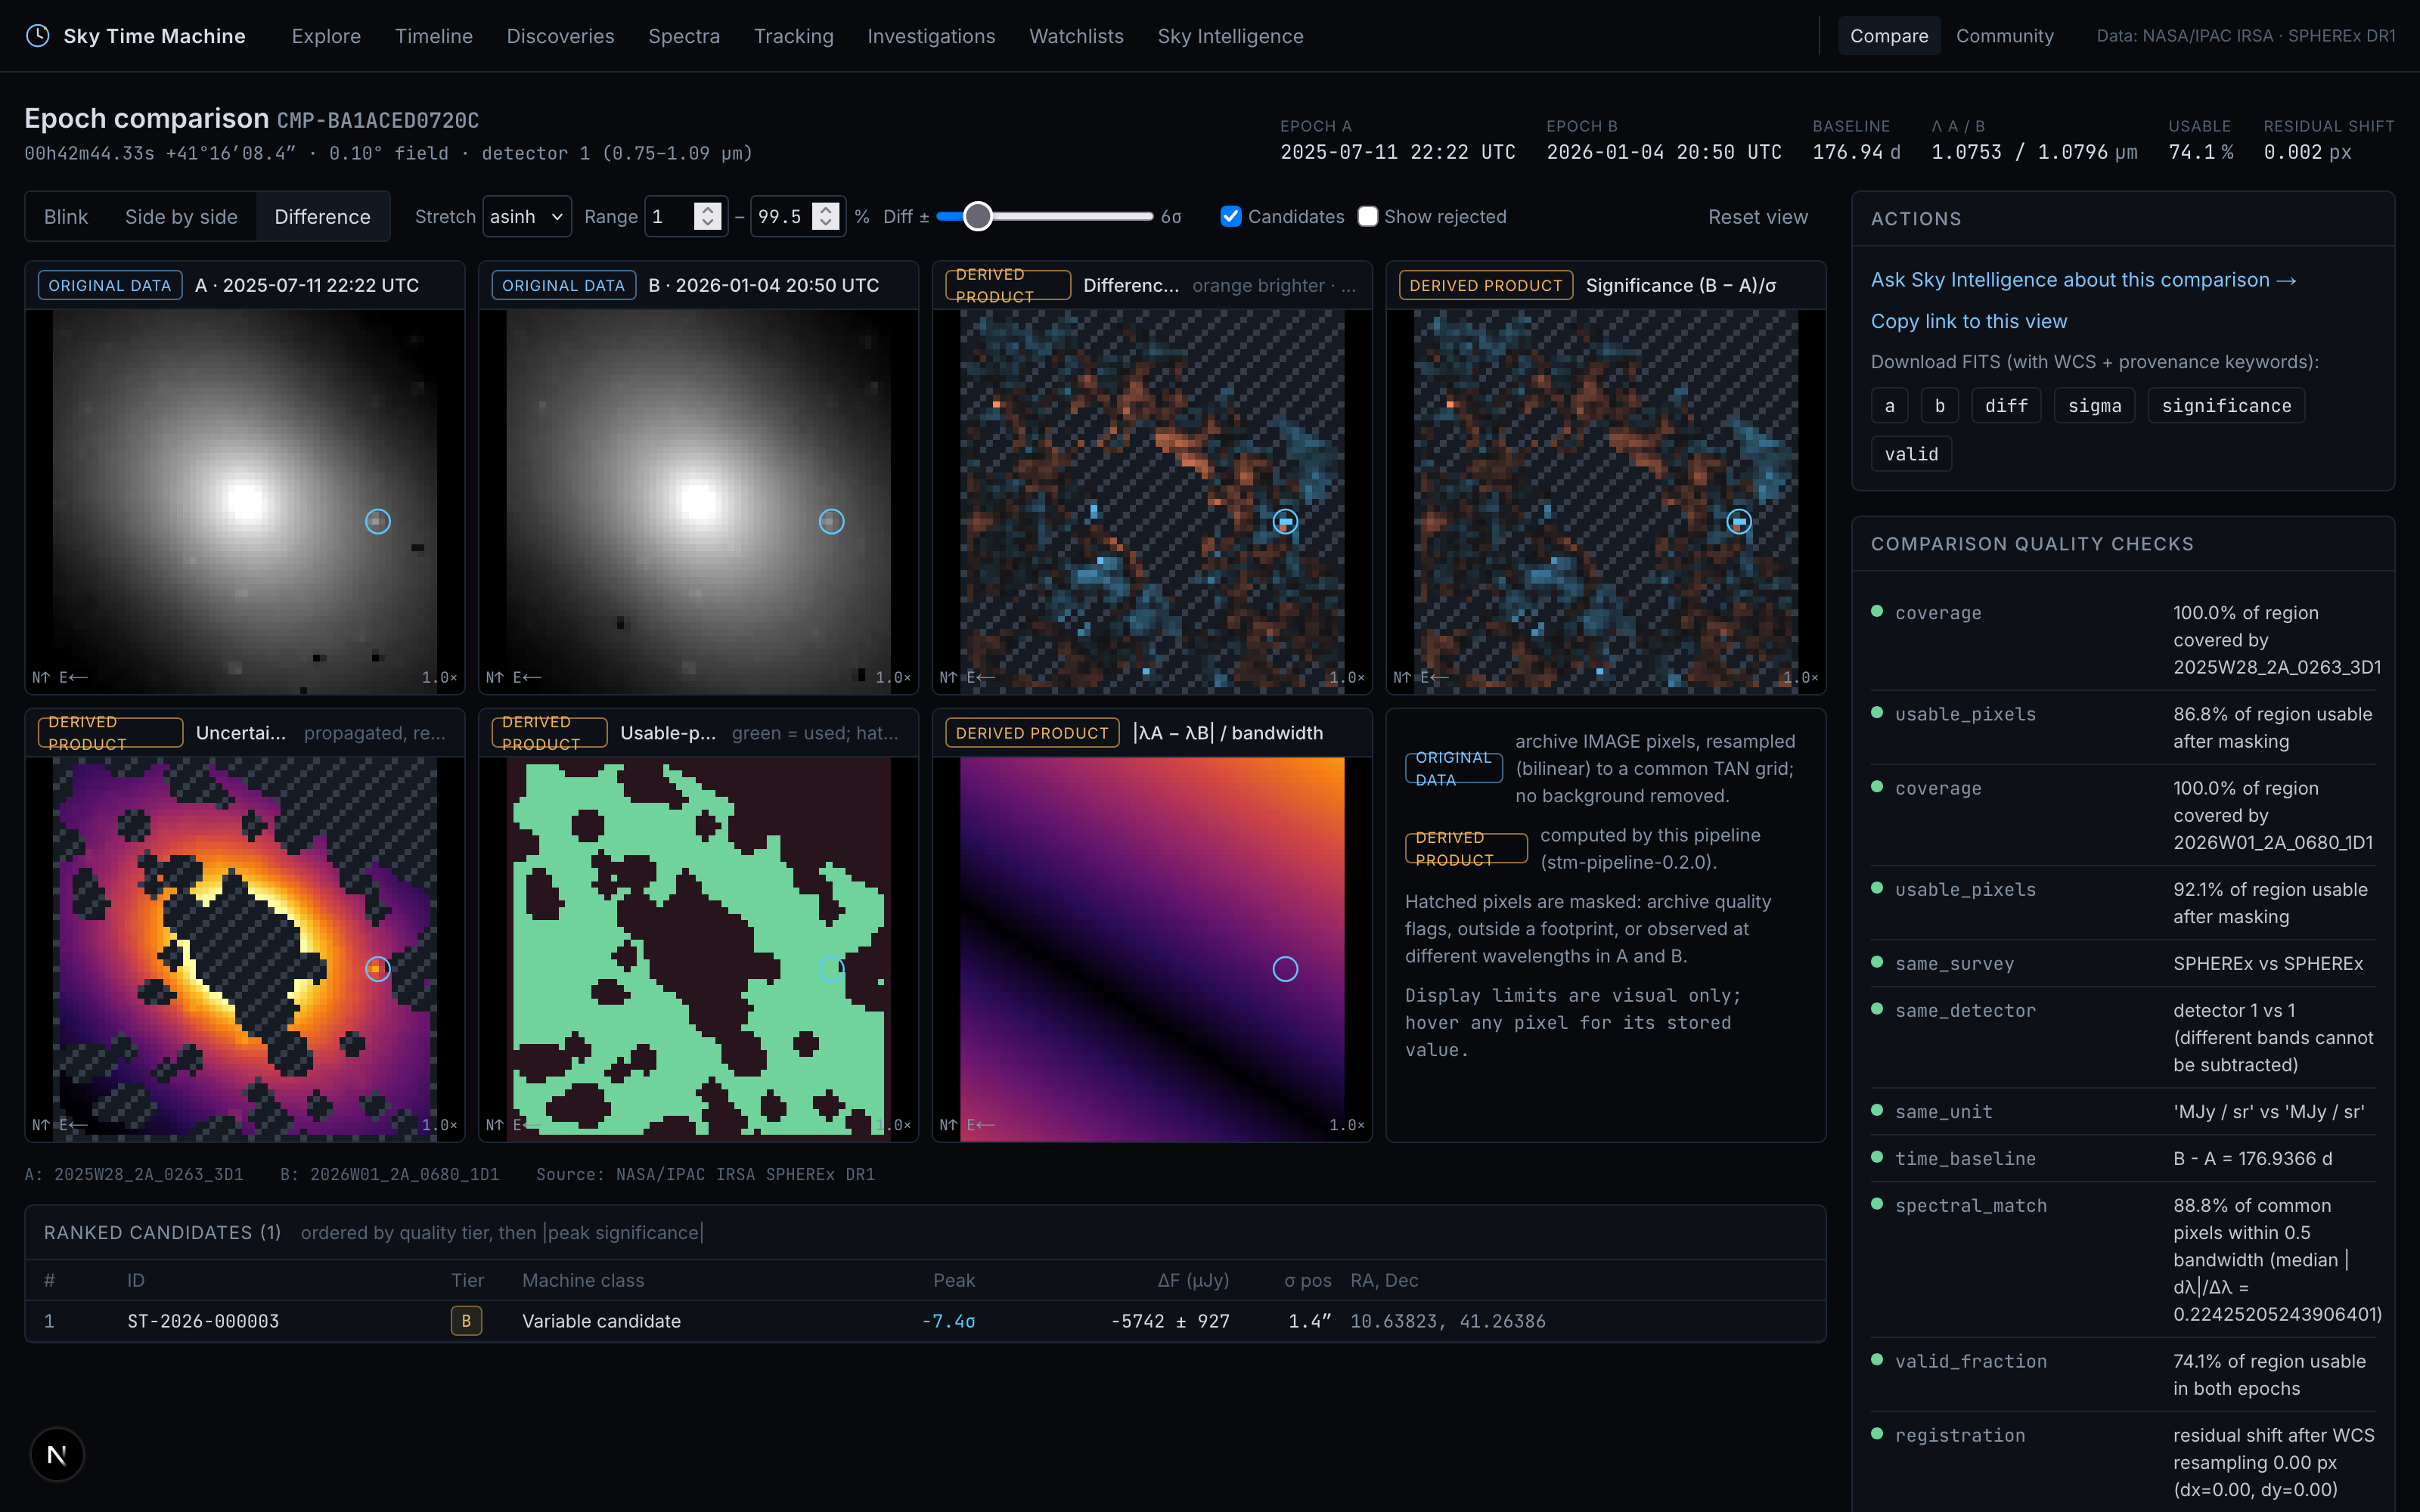 Sky Time Machine
Explore
Timeline
Discoveries
Spectra
Tracking
Investigations
Watchlists
Sky Intelligence
Compare
Community
Data: NASA/IPAC IRSA · SPHEREx DR1
Epoch comparison CMP-BA1ACED0720C
00h42m44.33s +41°16′08.4″ · 0.10° field · detector 1 (0.75–1.09 µm)
EPOCH A
2025-07-11 22:22 UTC
EPOCH B
2026-01-04 20:50 UTC
BASELINE
176.94 d
Λ A / B
1.0753 / 1.0796 µm
USABLE
74.1 %
RESIDUAL SHIFT
0.002 px
Blink
Side by side
Difference
Stretch asinh
Range 1 – 99.5 %
Diff ± 6σ
Candidates
Show rejected
Reset view
ORIGINAL DATA A · 2025-07-11 22:22 UTC
N↑ E← 1.0×
ORIGINAL DATA B · 2026-01-04 20:50 UTC
N↑ E← 1.0×
DERIVED PRODUCT Differenc... orange brighter · ...
N↑ E← 1.0×
DERIVED PRODUCT Significance (B − A)/σ
N↑ E← 1.0×
DERIVED PRODUCT Uncertai... propagated, re...
N↑ E← 1.0×
DERIVED PRODUCT Usable-p... green = used; hat...
N↑ E← 1.0×
DERIVED PRODUCT |λA − λB| / bandwidth
N↑ E← 1.0×
ORIGINAL DATA
archive IMAGE pixels, resampled
(bilinear) to a common TAN grid;
no background removed.
DERIVED PRODUCT
computed by this pipeline
(stm-pipeline-0.2.0).
Hatched pixels are masked: archive quality
flags, outside a footprint, or observed at
different wavelengths in A and B.
Display limits are visual only;
hover any pixel for its stored
value.
A: 2025W28_2A_0263_3D1 B: 2026W01_2A_0680_1D1 Source: NASA/IPAC IRSA SPHEREx DR1
RANKED CANDIDATES (1) ordered by quality tier, then |peak significance|
# ID Tier Machine class Peak ΔF (µJy) σ pos RA, Dec
1 ST-2026-000003 B Variable candidate -7.4σ -5742 ± 927 1.4″ 10.63823, 41.26386
N
ACTIONS
Ask Sky Intelligence about this comparison →
Copy link to this view
Download FITS (with WCS + provenance keywords):
a b diff sigma significance
valid
COMPARISON QUALITY CHECKS
coverage
100.0% of region
covered by
2025W28_2A_0263_3D1
usable_pixels
86.8% of region usable
after masking
coverage
100.0% of region
covered by
2026W01_2A_0680_1D1
usable_pixels
92.1% of region usable
after masking
same_survey
SPHEREx vs SPHEREx
same_detector
detector 1 vs 1
(different bands cannot
be subtracted)
same_unit
'MJy / sr' vs 'MJy / sr'
time_baseline
B - A = 176.9366 d
spectral_match
88.8% of common
pixels within 0.5
bandwidth (median |
dλ|/Δλ =
0.22425205243906401)
valid_fraction
74.1% of region usable
in both epochs
registration
residual shift after WCS
resampling 0.00 px
(dx=0.00, dy=0.00)